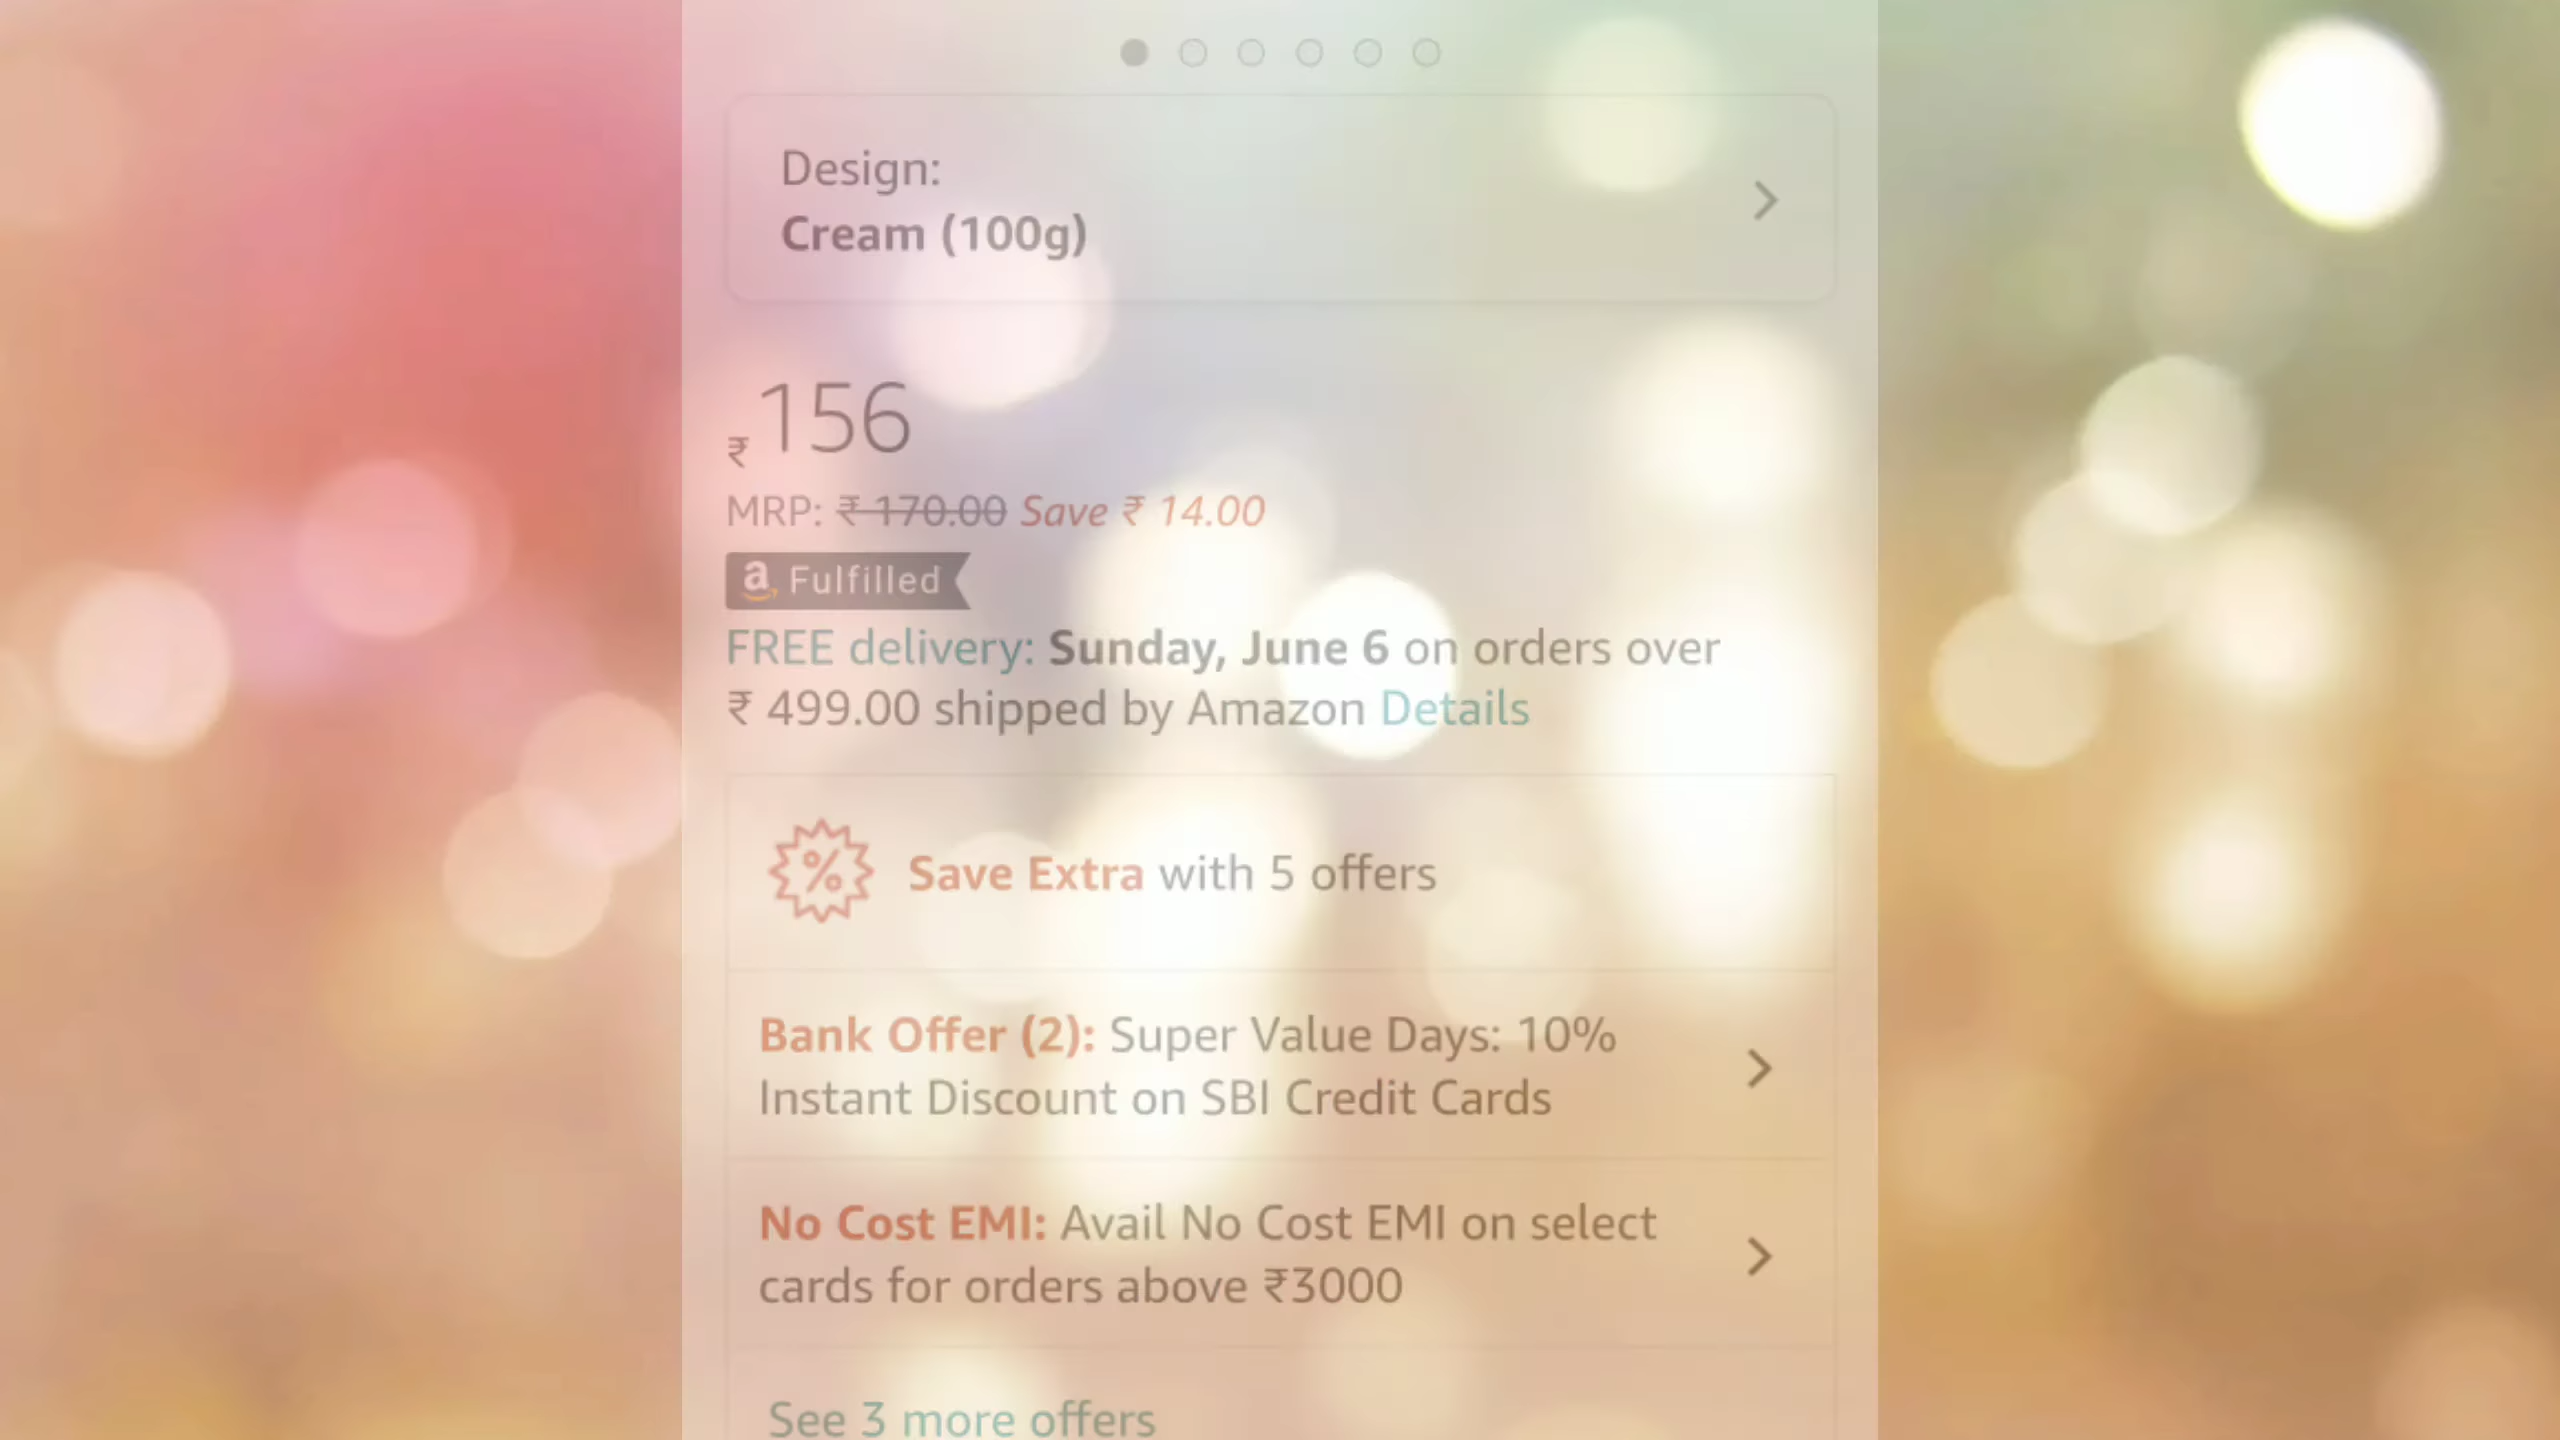 Design:
Cream (100g)
₹156
MRP: ₹ 170.00 Save ₹ 14.00
a Fulfilled
FREE delivery: Sunday, June 6 on orders over
₹ 499.00 shipped by Amazon Details
% Save Extra with 5 offers
Bank Offer (2): Super Value Days: 10%
Instant Discount on SBI Credit Cards
No Cost EMI: Avail No Cost EMI on select
cards for orders above ₹3000
See 3 more offers